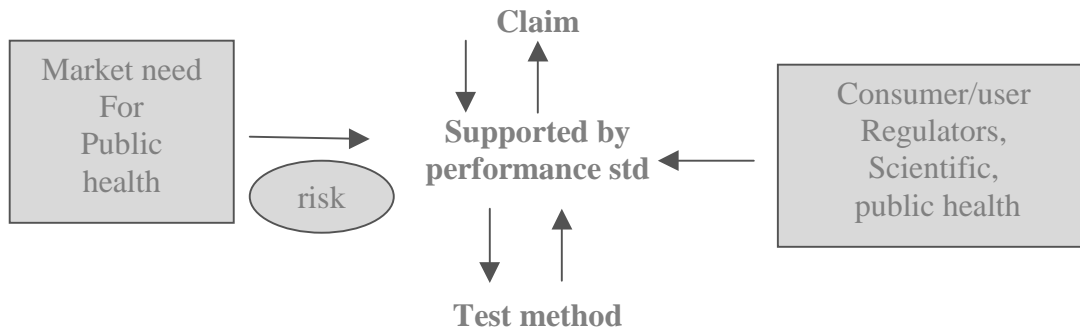 Claim
Market need
For
Public
health
risk
Supported by
performance std
Consumer/user
Regulators,
Scientific,
public health
Test method